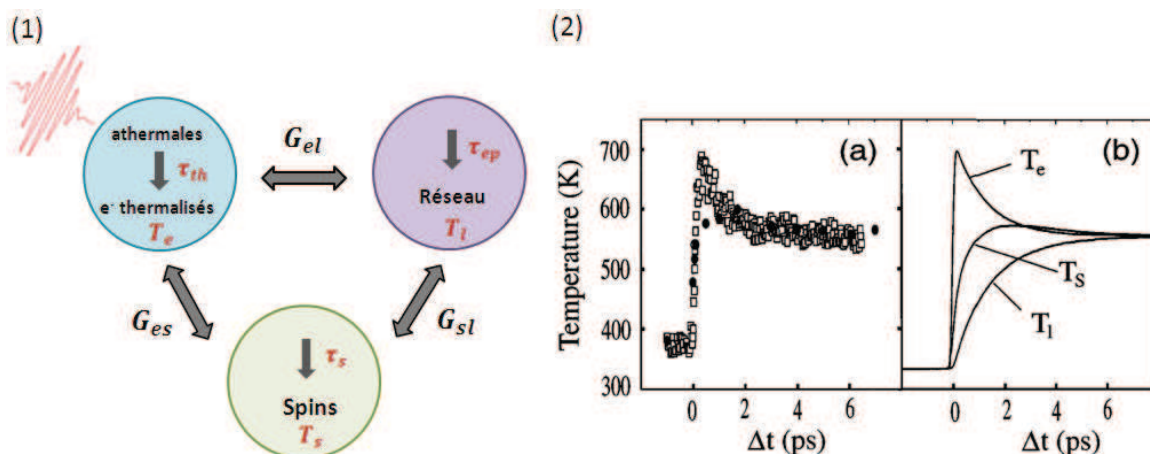 (1)
athermales
τth
e- thermalisés
Te
Gel
τep
Réseau
Tl
Ges
Gsl
τs
Spins
Ts
(2)
Temperature (K)
700
600
500
400
300
(a)
0 2 4 6
Δt (ps)
(b)
Te
TS
Tl
0 2 4 6
Δt (ps)